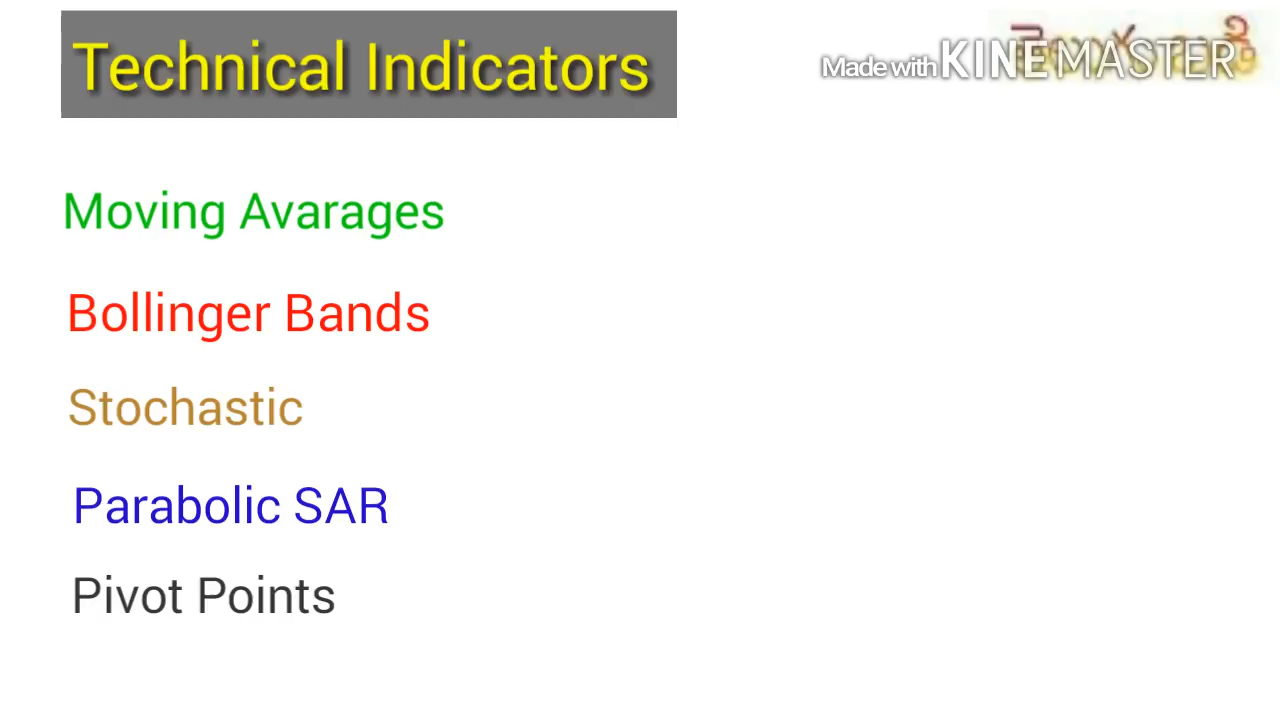 Technical Indicators
Made with KINEMASTER
Moving Avarages
Bollinger Bands
Stochastic
Parabolic SAR
Pivot Points